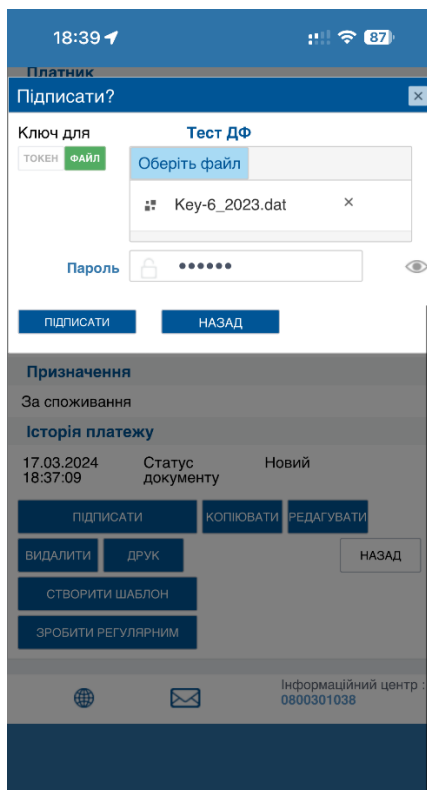 18:39
87
Платник
Підписати?
Ключ для Тест ДФ
ТОКЕН ФАЙЛ
Оберіть файл
Key-6_2023.dat
Пароль ••••••
ПІДПИСАТИ НАЗАД
Призначення
За споживання
Історія платежу
17.03.2024 Статус Новий
18:37:09 документу
ПІДПИСАТИ КОПІЮВАТИ РЕДАГУВАТИ
ВИДАЛИТИ ДРУК НАЗАД
СТВОРИТИ ШАБЛОН
ЗРОБИТИ РЕГУЛЯРНИМ
Інформаційний центр :
0800301038